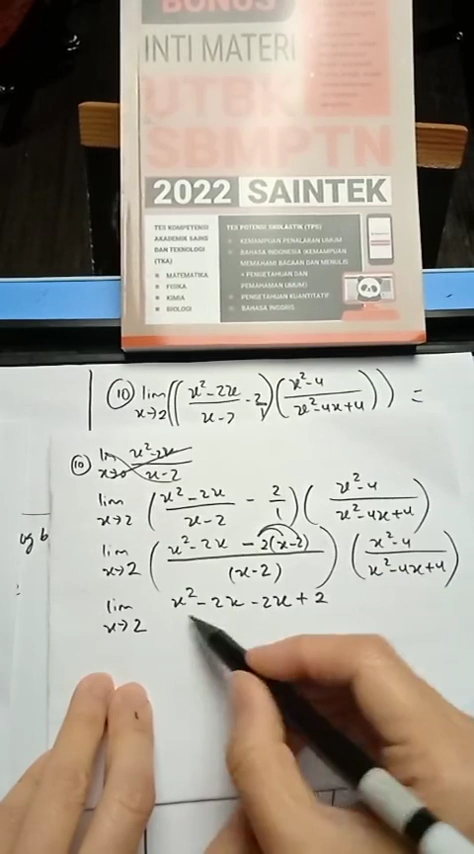 BONUS
INTI MATERI
UTBK
SBMPTN
2022 SAINTEK
TES KOMPETENSI
AKADEMIK SAINS
DAN TEKNOLOGI
(TKA)
MATEMATIKA
FISIKA
KIMIA
BIOLOGI
TES POTENSI SKOLASTIK (TPS)
KEMAMPUAN PENALARAN UMUM
BAHASA INDONESIA (KEMAMPUAN
MEMAHAMI BACAAN DAN MENULIS
+ PENGETAHUAN DAN
PEMAHAMAN UMUM)
PENGETAHUAN KUANTITATIF
BAHASA INGGRIS
(10) lim x→2 ((x²-2x / x-2 - 2/1)(x²-4 / x²-4x+4)) =
(10) lim x→0 x²-2x / x-2
lim x→2 (x²-2x / x-2 - 2/1)(x²-4 / x²-4x+4)
lim x→2 (x²-2x - 2(x-2) / (x-2)) (x²-4 / x²-4x+4)
lim x→2 x²-2x-2x+2